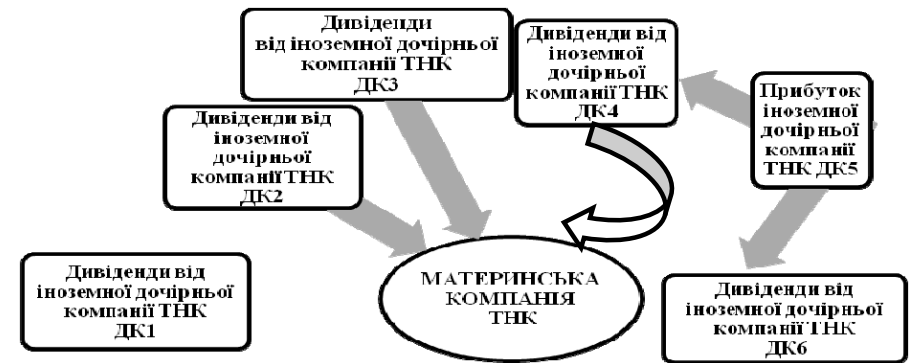 Дивіденди
від іноземної дочірньої
компанії ТНК
ДК3
Дивіденди від
іноземної
дочірньої
компанії ТНК
ДК4
Прибуток
іноземної
дочірньої
компанії
ТНК ДК5
Дивіденди від
іноземної
дочірньої
компанії ТНК
ДК2
Дивіденди від
іноземної дочірньої
компанії ТНК
ДК1
МАТЕРИНСЬКА
КОМПАНІЯ
ТНК
Дивіденди від
іноземної дочірньої
компанії ТНК
ДК6